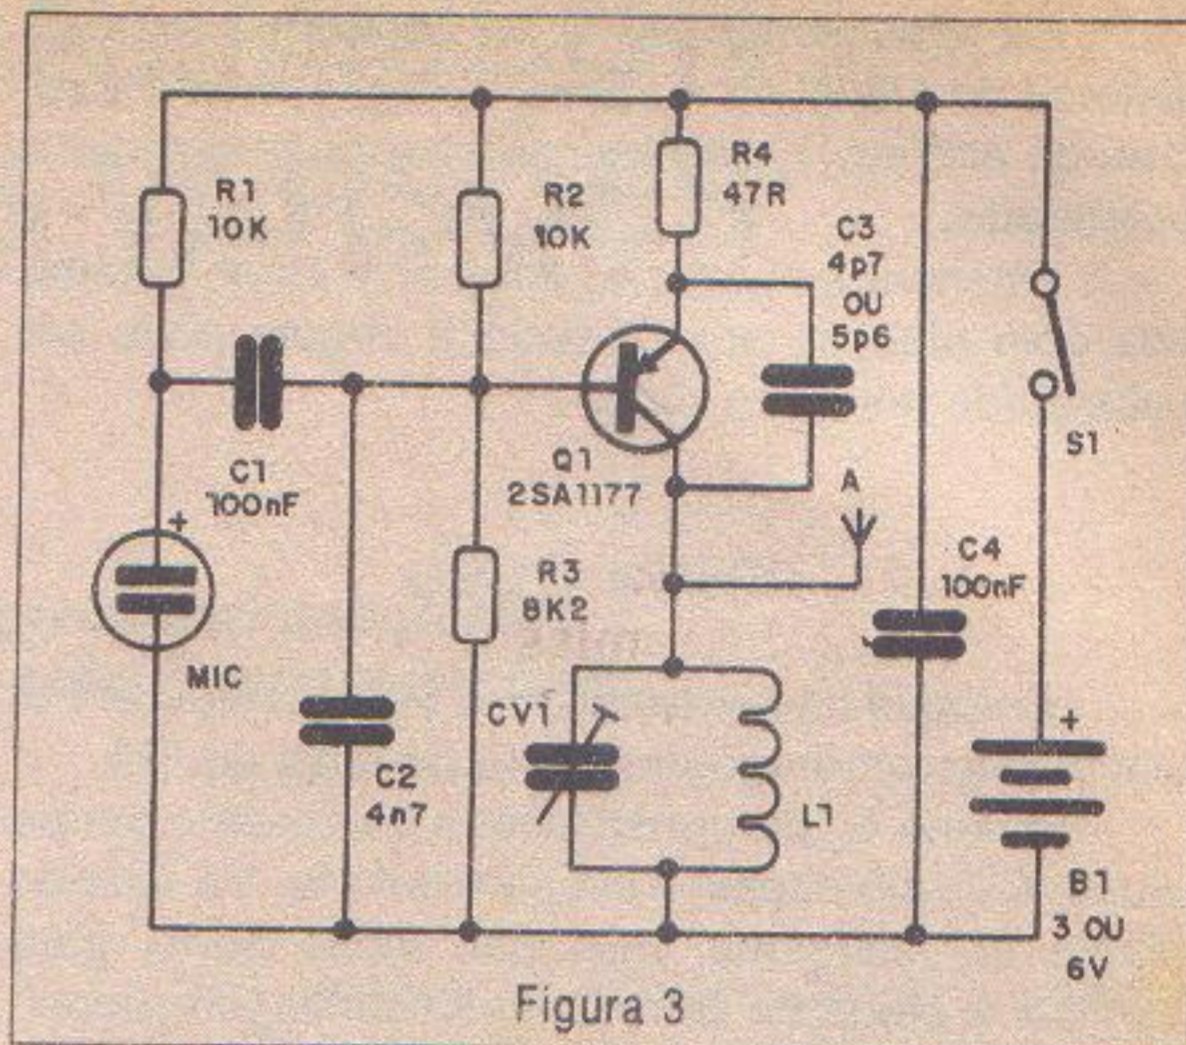 R1
10K
R2
10K
R4
47R
C3
4p7
OU
5p6
C1
100nF
Q1
2SA1177
A
S1
+
MIC
R3
8K2
C4
100nF
CV1
C2
4n7
L1
+
B1
3 OU
6V
Figura 3